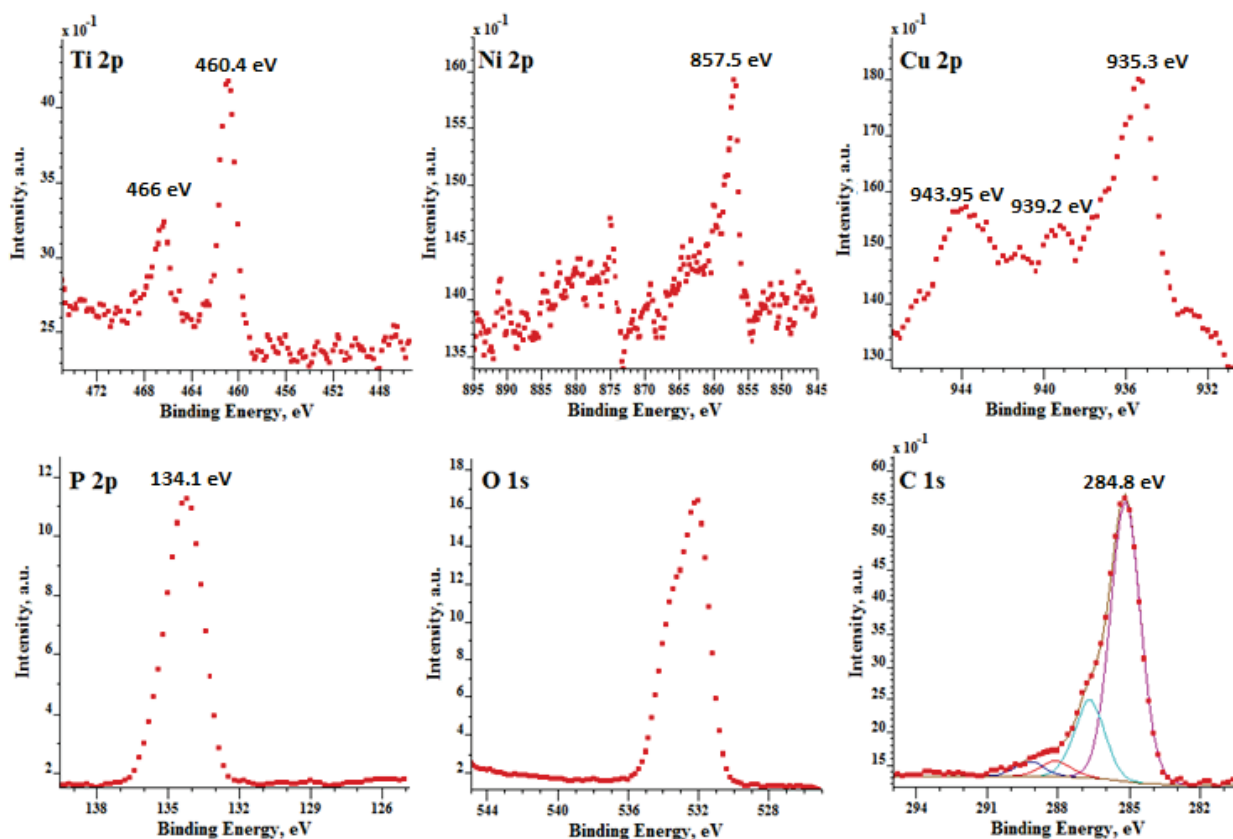 x 10⁻¹
Ti 2p
460.4 eV
466 eV
40
35
30
25
Intensity, a.u.
472 468 464 460 456 452 448
Binding Energy, eV
x 10⁻¹
Ni 2p
857.5 eV
160
155
150
145
140
135
Intensity, a.u.
895 890 885 880 875 870 865 860 855 850 845
Binding Energy, eV
x 10⁻¹
Cu 2p
935.3 eV
943.95 eV
939.2 eV
180
170
160
150
140
130
Intensity, a.u.
944 940 936 932
Binding Energy, eV
P 2p
134.1 eV
12
10
8
6
4
2
Intensity, a.u.
138 135 132 129 126
Binding Energy, eV
O 1s
18
16
14
12
10
8
6
4
2
Intensity, a.u.
544 540 536 532 528
Binding Energy, eV
x 10⁻¹
C 1s
284.8 eV
60
55
50
45
40
35
30
25
20
15
Intensity, a.u.
294 291 288 285 282
Binding Energy, eV